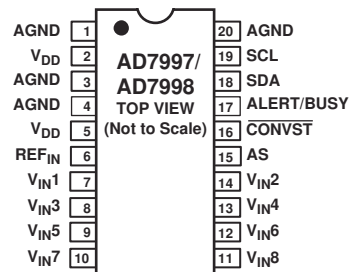 AGND 1 20 AGND
VDD 2 AD7997/ 19 SCL
AGND 3 AD7998 18 SDA
AGND 4 TOP VIEW 17 ALERT/BUSY
VDD 5 (Not to Scale) 16 CONVST
REFIN 6 15 AS
VIN1 7 14 VIN2
VIN3 8 13 VIN4
VIN5 9 12 VIN6
VIN7 10 11 VIN8